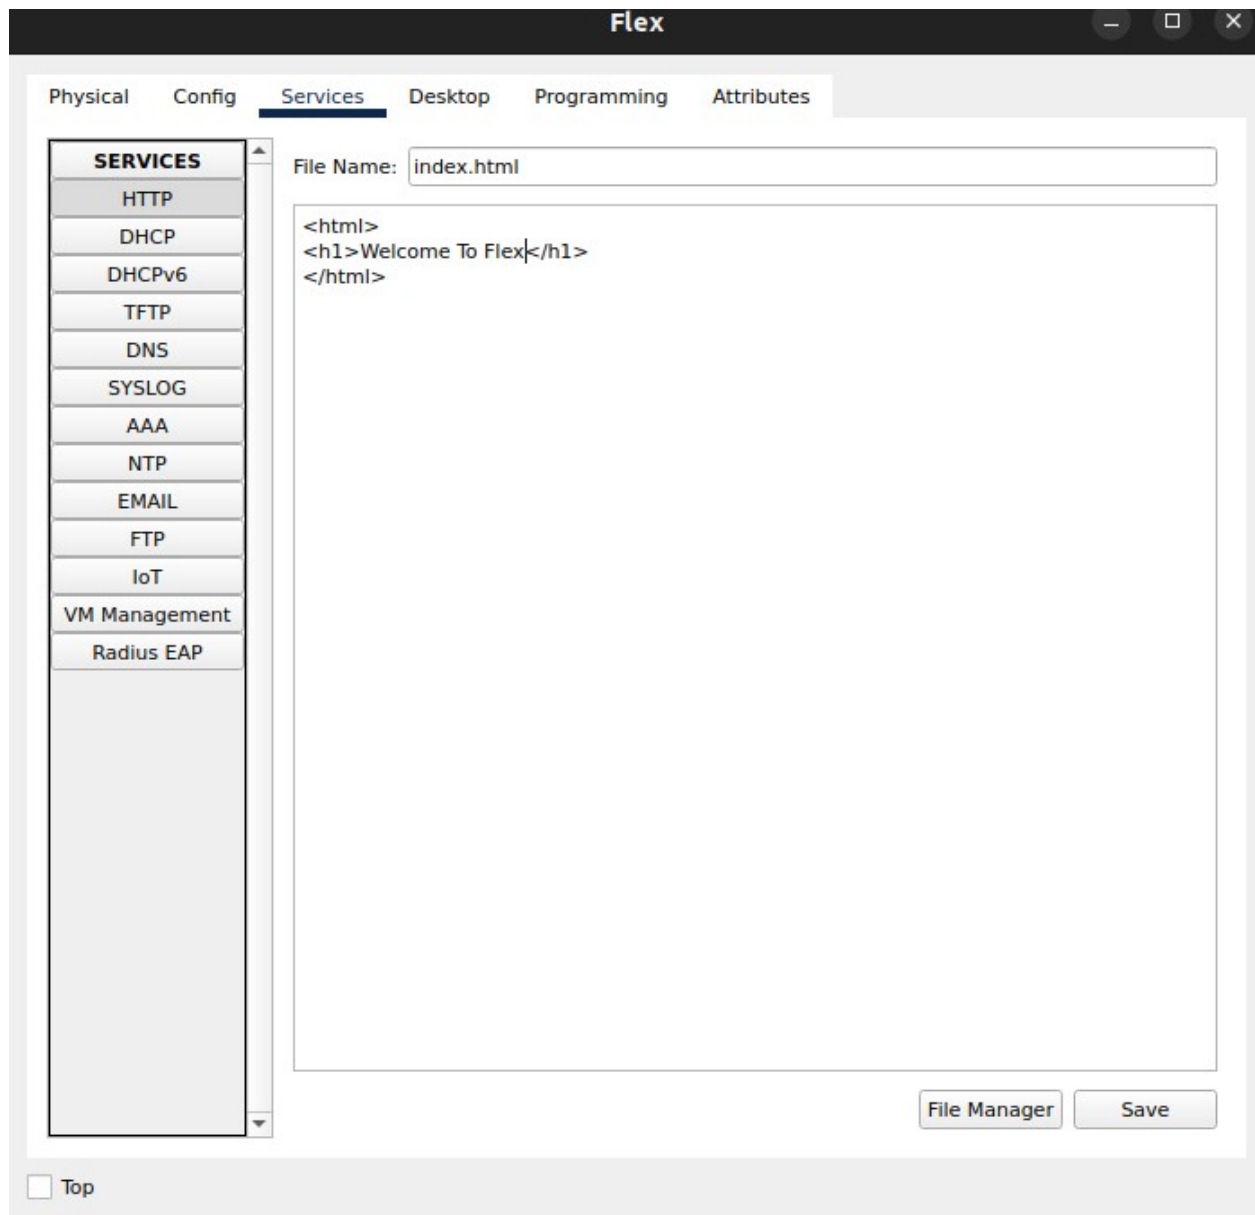 Flex
Physical Config Services Desktop Programming Attributes
SERVICES
HTTP
DHCP
DHCPv6
TFTP
DNS
SYSLOG
AAA
NTP
EMAIL
FTP
IoT
VM Management
Radius EAP
File Name: index.html
<html>
<h1>Welcome To Flex</h1>
</html>
File Manager Save
Top